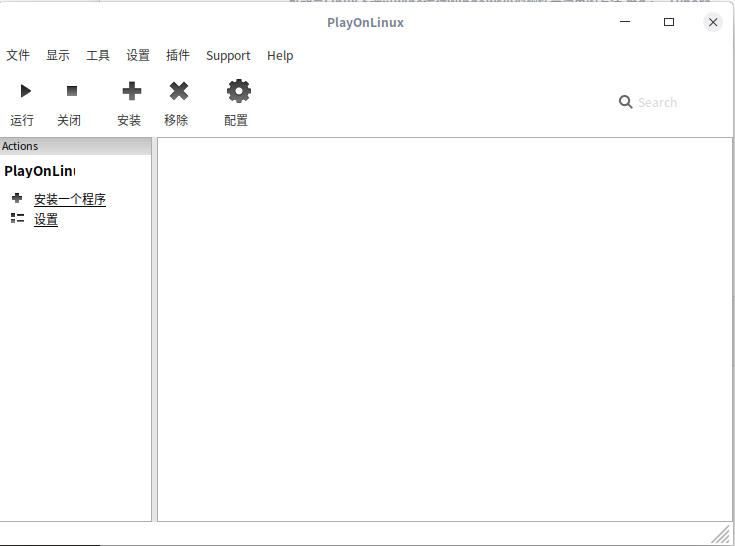 PlayOnLinux
文件 显示 工具 设置 插件 Support Help
运行 关闭 安装 移除 配置 Search
Actions
PlayOnLin
安装一个程序
设置